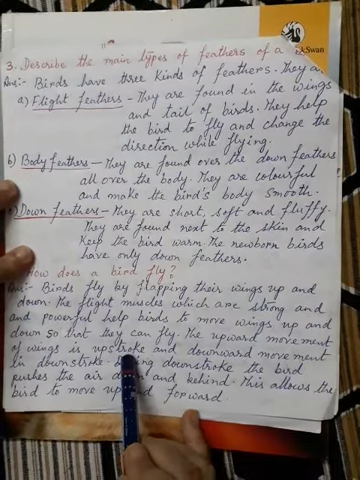 ckSwan
3. Describe the main types of feathers of a
Ans:- Birds have three kinds of feathers. They a
a) Flight feathers - They are found in the wings
and tail of birds. They help
the bird to fly and change the
direction while flying.
b) Body feathers - They are found over the down feathers
all over the body. They are colourful
and make the bird's body smooth.
Down feathers - They are short, soft and fluffy.
They are found next to the skin and
keep the bird warm. The newborn birds
have only down feathers.
How does a bird fly?
Ans:- Birds fly by flapping their wings up and
down. The flight muscles which are strong and
and powerful help birds to move wings up and
down so that they can fly. The upward movement
of wings is upstroke and downward movement
in downstroke. downstroke the bird
pushes the air and behind. This allows the
bird to move up forward.